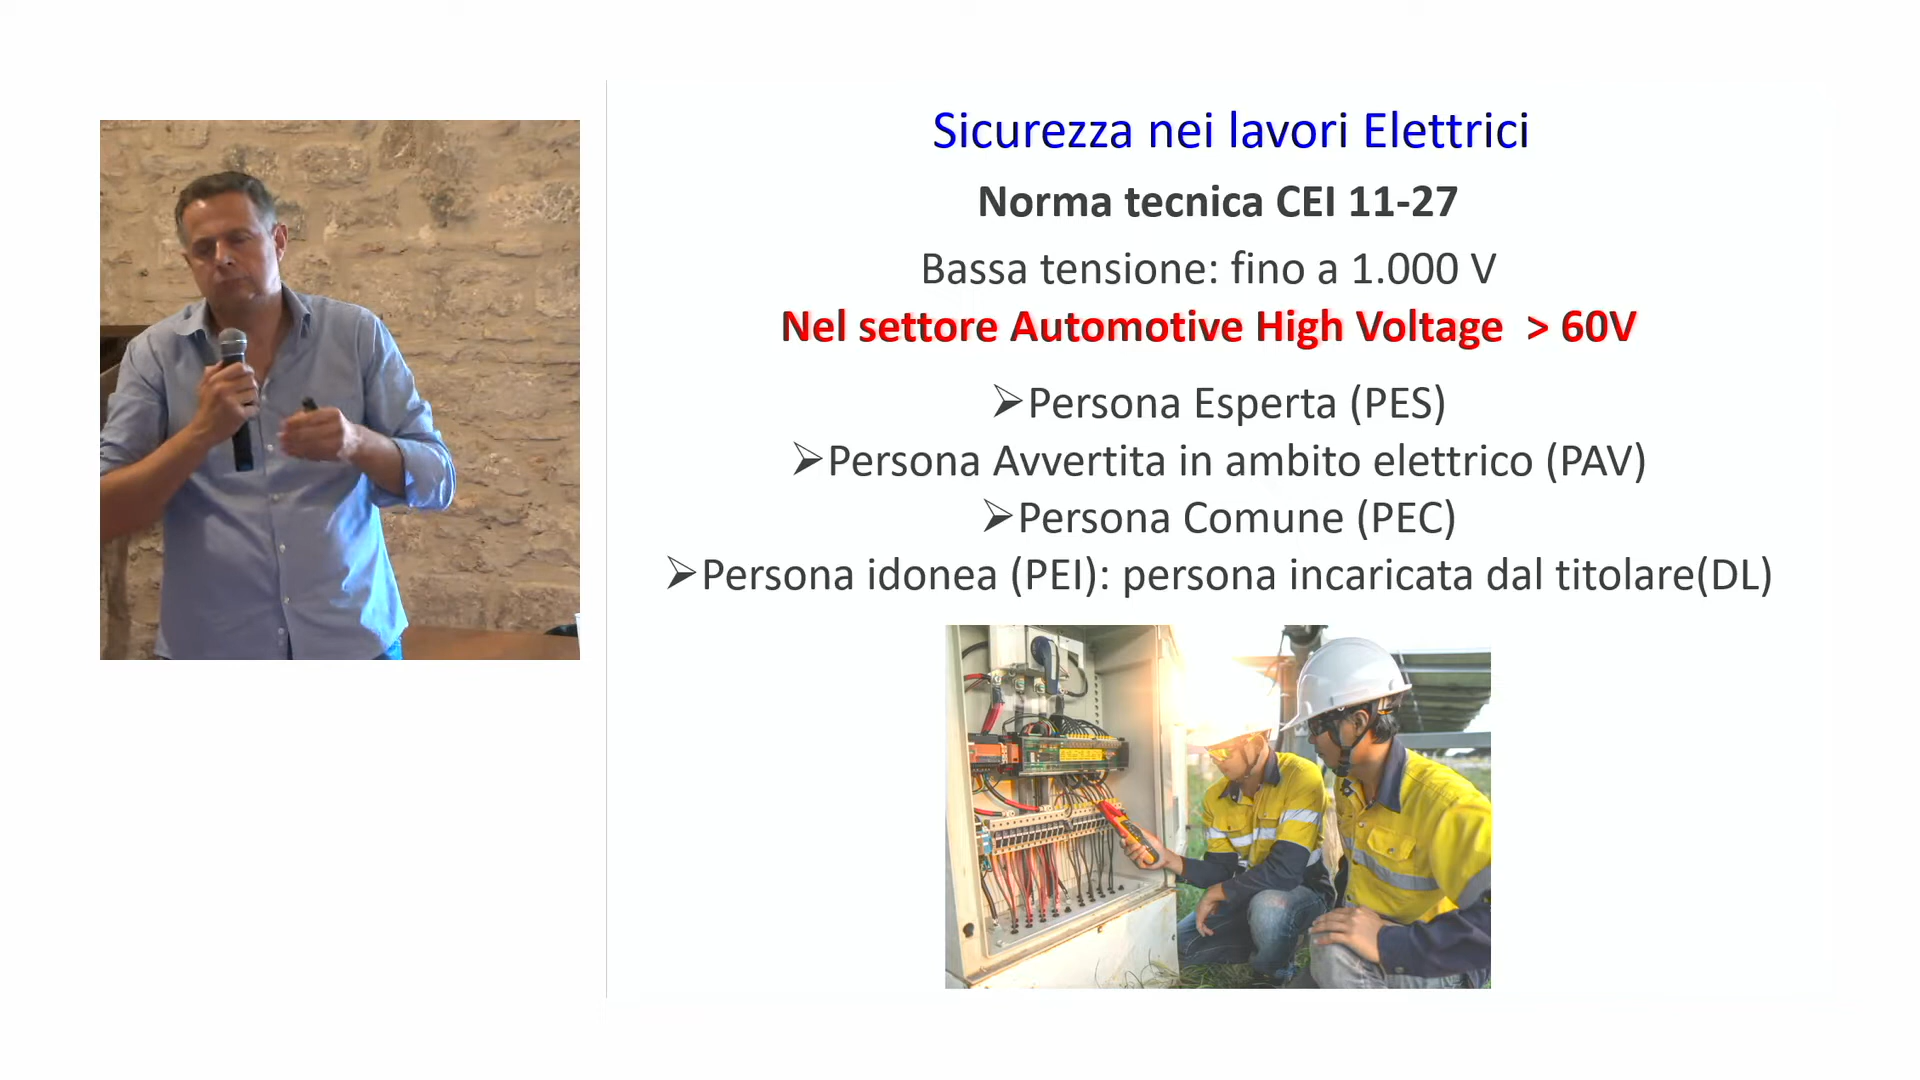 Sicurezza nei lavori Elettrici
Norma tecnica CEI 11-27
Bassa tensione: fino a 1.000 V
Nel settore Automotive High Voltage > 60V
➢Persona Esperta (PES)
➢Persona Avvertita in ambito elettrico (PAV)
➢Persona Comune (PEC)
➢Persona idonea (PEI): persona incaricata dal titolare(DL)